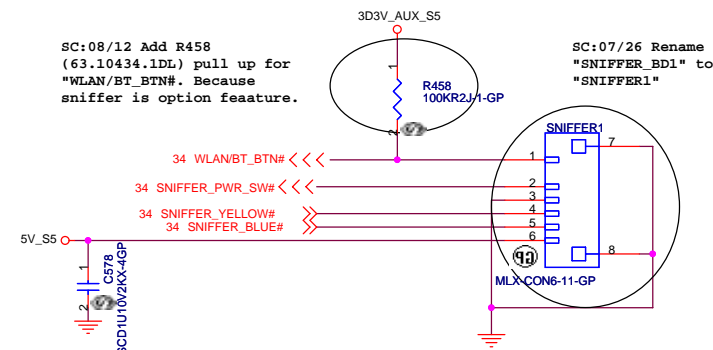 3D3V_AUX_S5
SC:08/12 Add R458
(63.10434.1DL) pull up for
"WLAN/BT_BTN#. Because
sniffer is option feaature.
SC:07/26 Rename
"SNIFFER_BD1" to
"SNIFFER1"
1
R458
100KR2J-1-GP
2
SNIFFER1
34 WLAN/BT_BTN#
1
7
34 SNIFFER_PWR_SW#
2
3
34 SNIFFER_YELLOW#
4
34 SNIFFER_BLUE#
5
5V_S5
6
8
MLX-CON6-11-GP
1
2
C578
SCD1U10V2KX-4GP